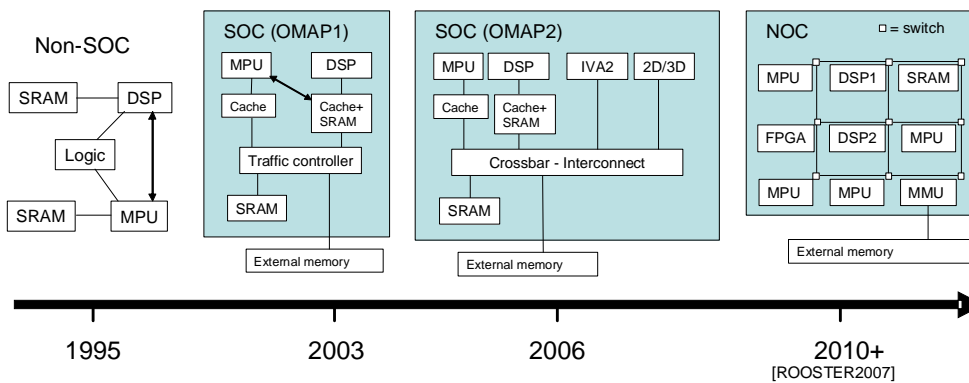 Non-SOC
SRAM
DSP
Logic
SRAM
MPU
SOC (OMAP1)
MPU
DSP
Cache
Cache+
SRAM
Traffic controller
SRAM
External memory
SOC (OMAP2)
MPU
DSP
IVA2
2D/3D
Cache
Cache+
SRAM
Crossbar - Interconnect
SRAM
External memory
NOC
= switch
MPU
DSP1
SRAM
FPGA
DSP2
MPU
MPU
MPU
MMU
External memory
1995
2003
2006
2010+
[ROOSTER2007]